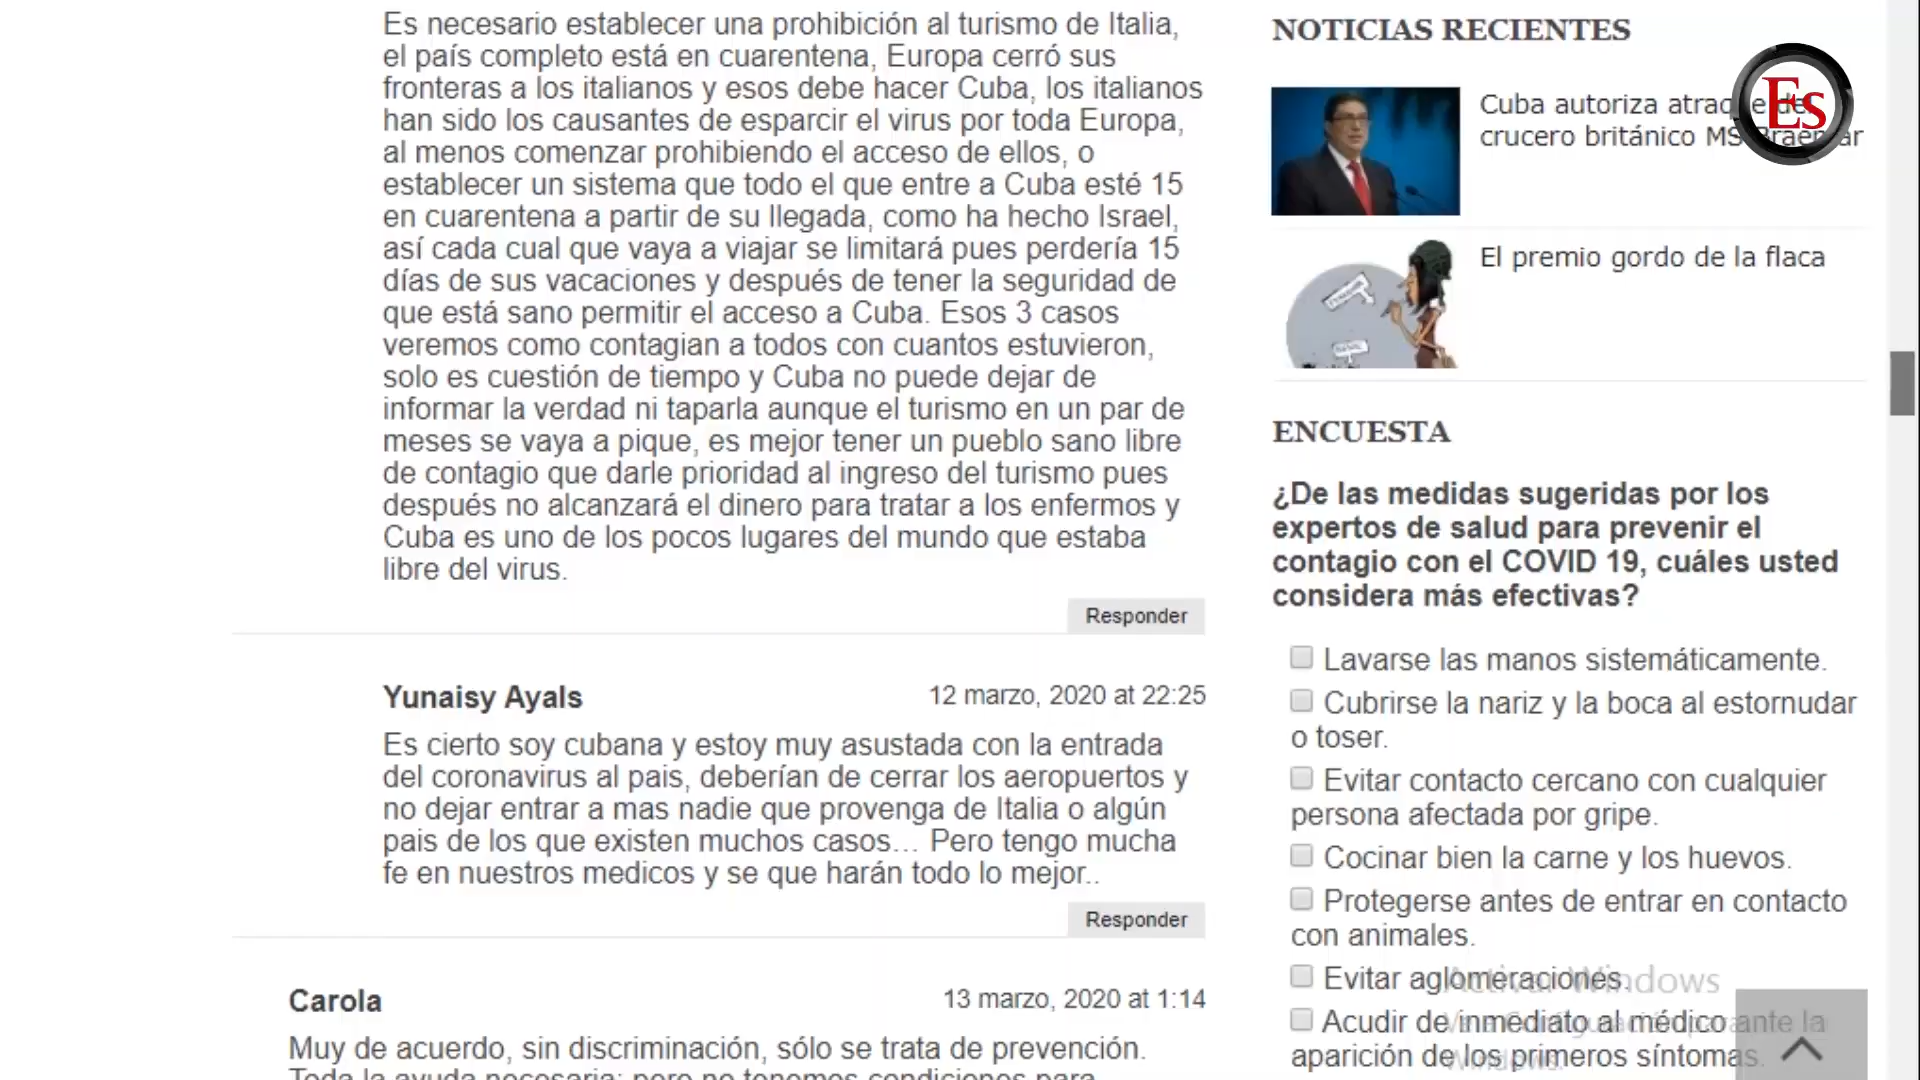 Es necesario establecer una prohibición al turismo de Italia,
el país completo está en cuarentena, Europa cerró sus
fronteras a los italianos y esos debe hacer Cuba, los italianos
han sido los causantes de esparcir el virus por toda Europa,
al menos comenzar prohibiendo el acceso de ellos, o
establecer un sistema que todo el que entre a Cuba esté 15
en cuarentena a partir de su llegada, como ha hecho Israel,
así cada cual que vaya a viajar se limitará pues perdería 15
días de sus vacaciones y después de tener la seguridad de
que está sano permitir el acceso a Cuba. Esos 3 casos
veremos como contagian a todos con cuantos estuvieron,
solo es cuestión de tiempo y Cuba no puede dejar de
informar la verdad ni taparla aunque el turismo en un par de
meses se vaya a pique, es mejor tener un pueblo sano libre
de contagio que darle prioridad al ingreso del turismo pues
después no alcanzará el dinero para tratar a los enfermos y
Cuba es uno de los pocos lugares del mundo que estaba
libre del virus.
Responder
Yunaisy Ayals
12 marzo, 2020 at 22:25
Es cierto soy cubana y estoy muy asustada con la entrada
del coronavirus al pais, deberían de cerrar los aeropuertos y
no dejar entrar a mas nadie que provenga de Italia o algún
pais de los que existen muchos casos... Pero tengo mucha
fe en nuestros medicos y se que harán todo lo mejor..
Responder
Carola
13 marzo, 2020 at 1:14
Muy de acuerdo, sin discriminación, sólo se trata de prevención.
Toda la ayuda necesaria; pero no tenemos condiciones para
NOTICIAS RECIENTES
Es
Cuba autoriza atraque de
crucero británico MS Braemar
El premio gordo de la flaca
ENCUESTA
¿De las medidas sugeridas por los
expertos de salud para prevenir el
contagio con el COVID 19, cuáles usted
considera más efectivas?
Lavarse las manos sistemáticamente.
Cubrirse la nariz y la boca al estornudar
o toser.
Evitar contacto cercano con cualquier
persona afectada por gripe.
Cocinar bien la carne y los huevos.
Protegerse antes de entrar en contacto
con animales.
Evitar aglomeraciones.
Activar Windows
Acudir de inmediato al médico ante la
aparición de los primeros síntomas.
Windows.